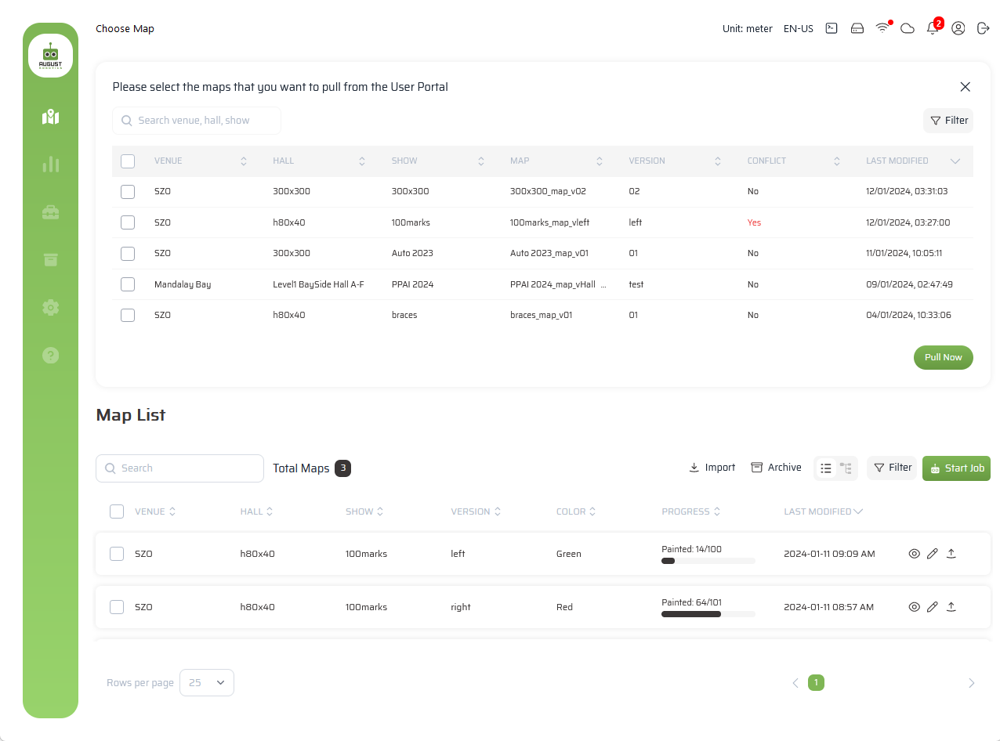 Choose Map
Unit: meter EN-US 2
AUGUST
ROBOTICS
Please select the maps that you want to pull from the User Portal
Search venue, hall, show
Filter
VENUE HALL SHOW MAP VERSION CONFLICT LAST MODIFIED
SZO 300x300 300x300 300x300_map_v02 02 No 12/01/2024, 03:31:03
SZO h80x40 100marks 100marks_map_vleft left Yes 12/01/2024, 03:27:00
SZO 300x300 Auto 2023 Auto 2023_map_v01 01 No 11/01/2024, 10:05:11
Mandalay Bay Level1 BaySide Hall A-F PPAI 2024 PPAI 2024_map_vHall ... test No 09/01/2024, 02:47:49
SZO h80x40 braces braces_map_v01 01 No 04/01/2024, 10:33:06
Pull Now
Map List
Search
Total Maps 3
Import Archive Filter Start Job
VENUE HALL SHOW VERSION COLOR PROGRESS LAST MODIFIED
SZO h80x40 100marks left Green Painted: 14/100 2024-01-11 09:09 AM
SZO h80x40 100marks right Red Painted: 64/101 2024-01-11 08:57 AM
Rows per page 25
1